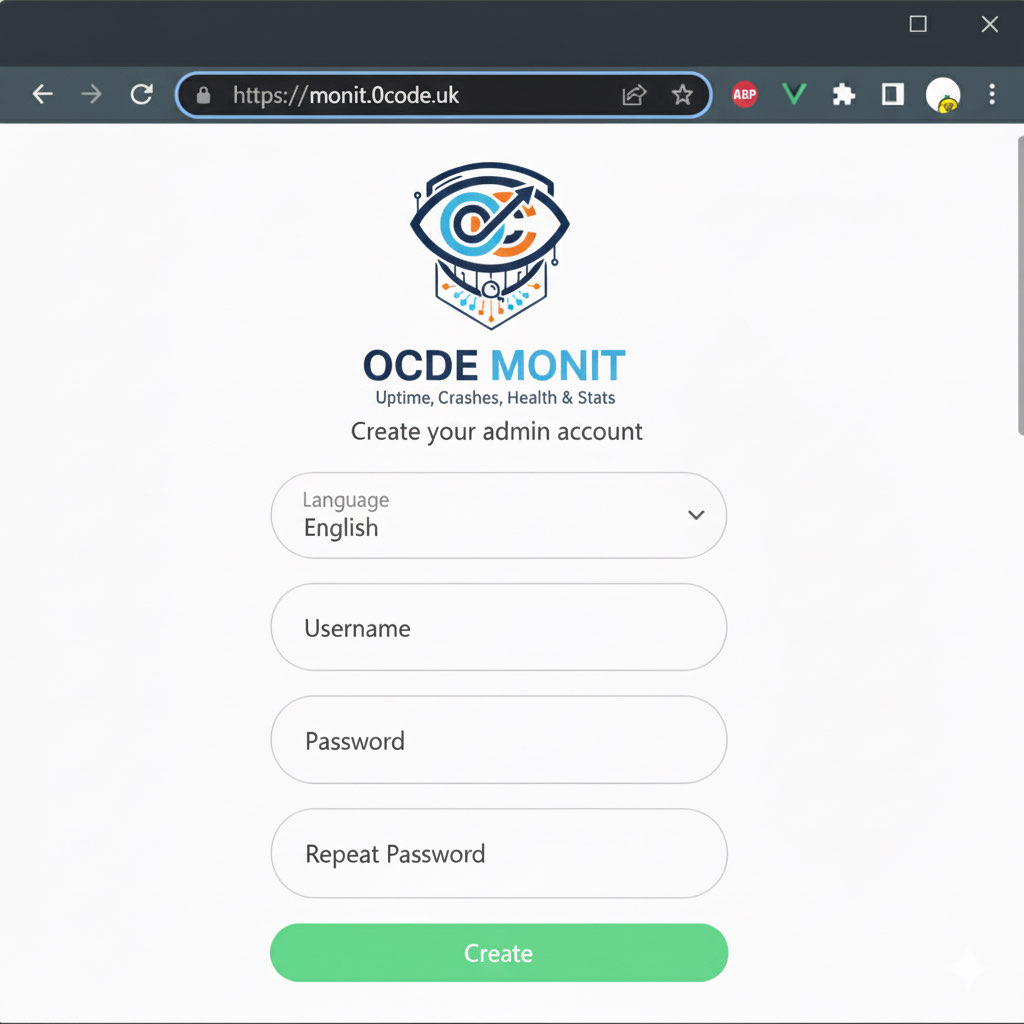 https://monit.0code.uk
ABP
OCDE MONIT
Uptime, Crashes, Health & Stats
Create your admin account
Language
English
Username
Password
Repeat Password
Create